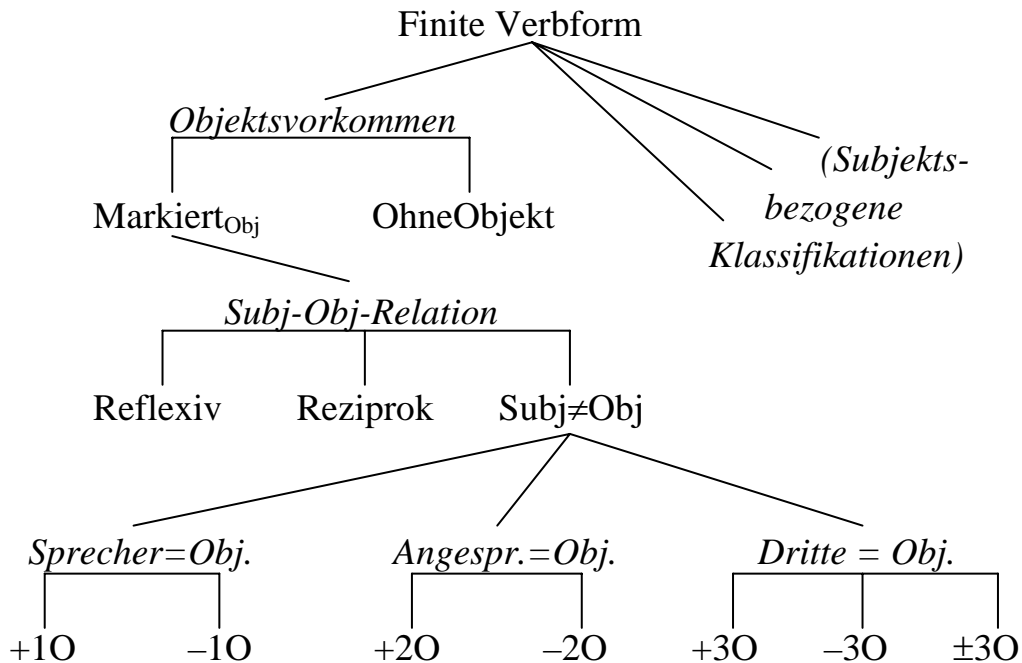 Finite Verbform
Objektsvorkommen
(Subjekts-
bezogene
Klassifikationen)
Markiert_Obj OhneObjekt
Subj-Obj-Relation
Reflexiv Reziprok Subj≠Obj
Sprecher=Obj. Angespr.=Obj. Dritte = Obj.
+1O –1O +2O –2O +3O –3O ±3O